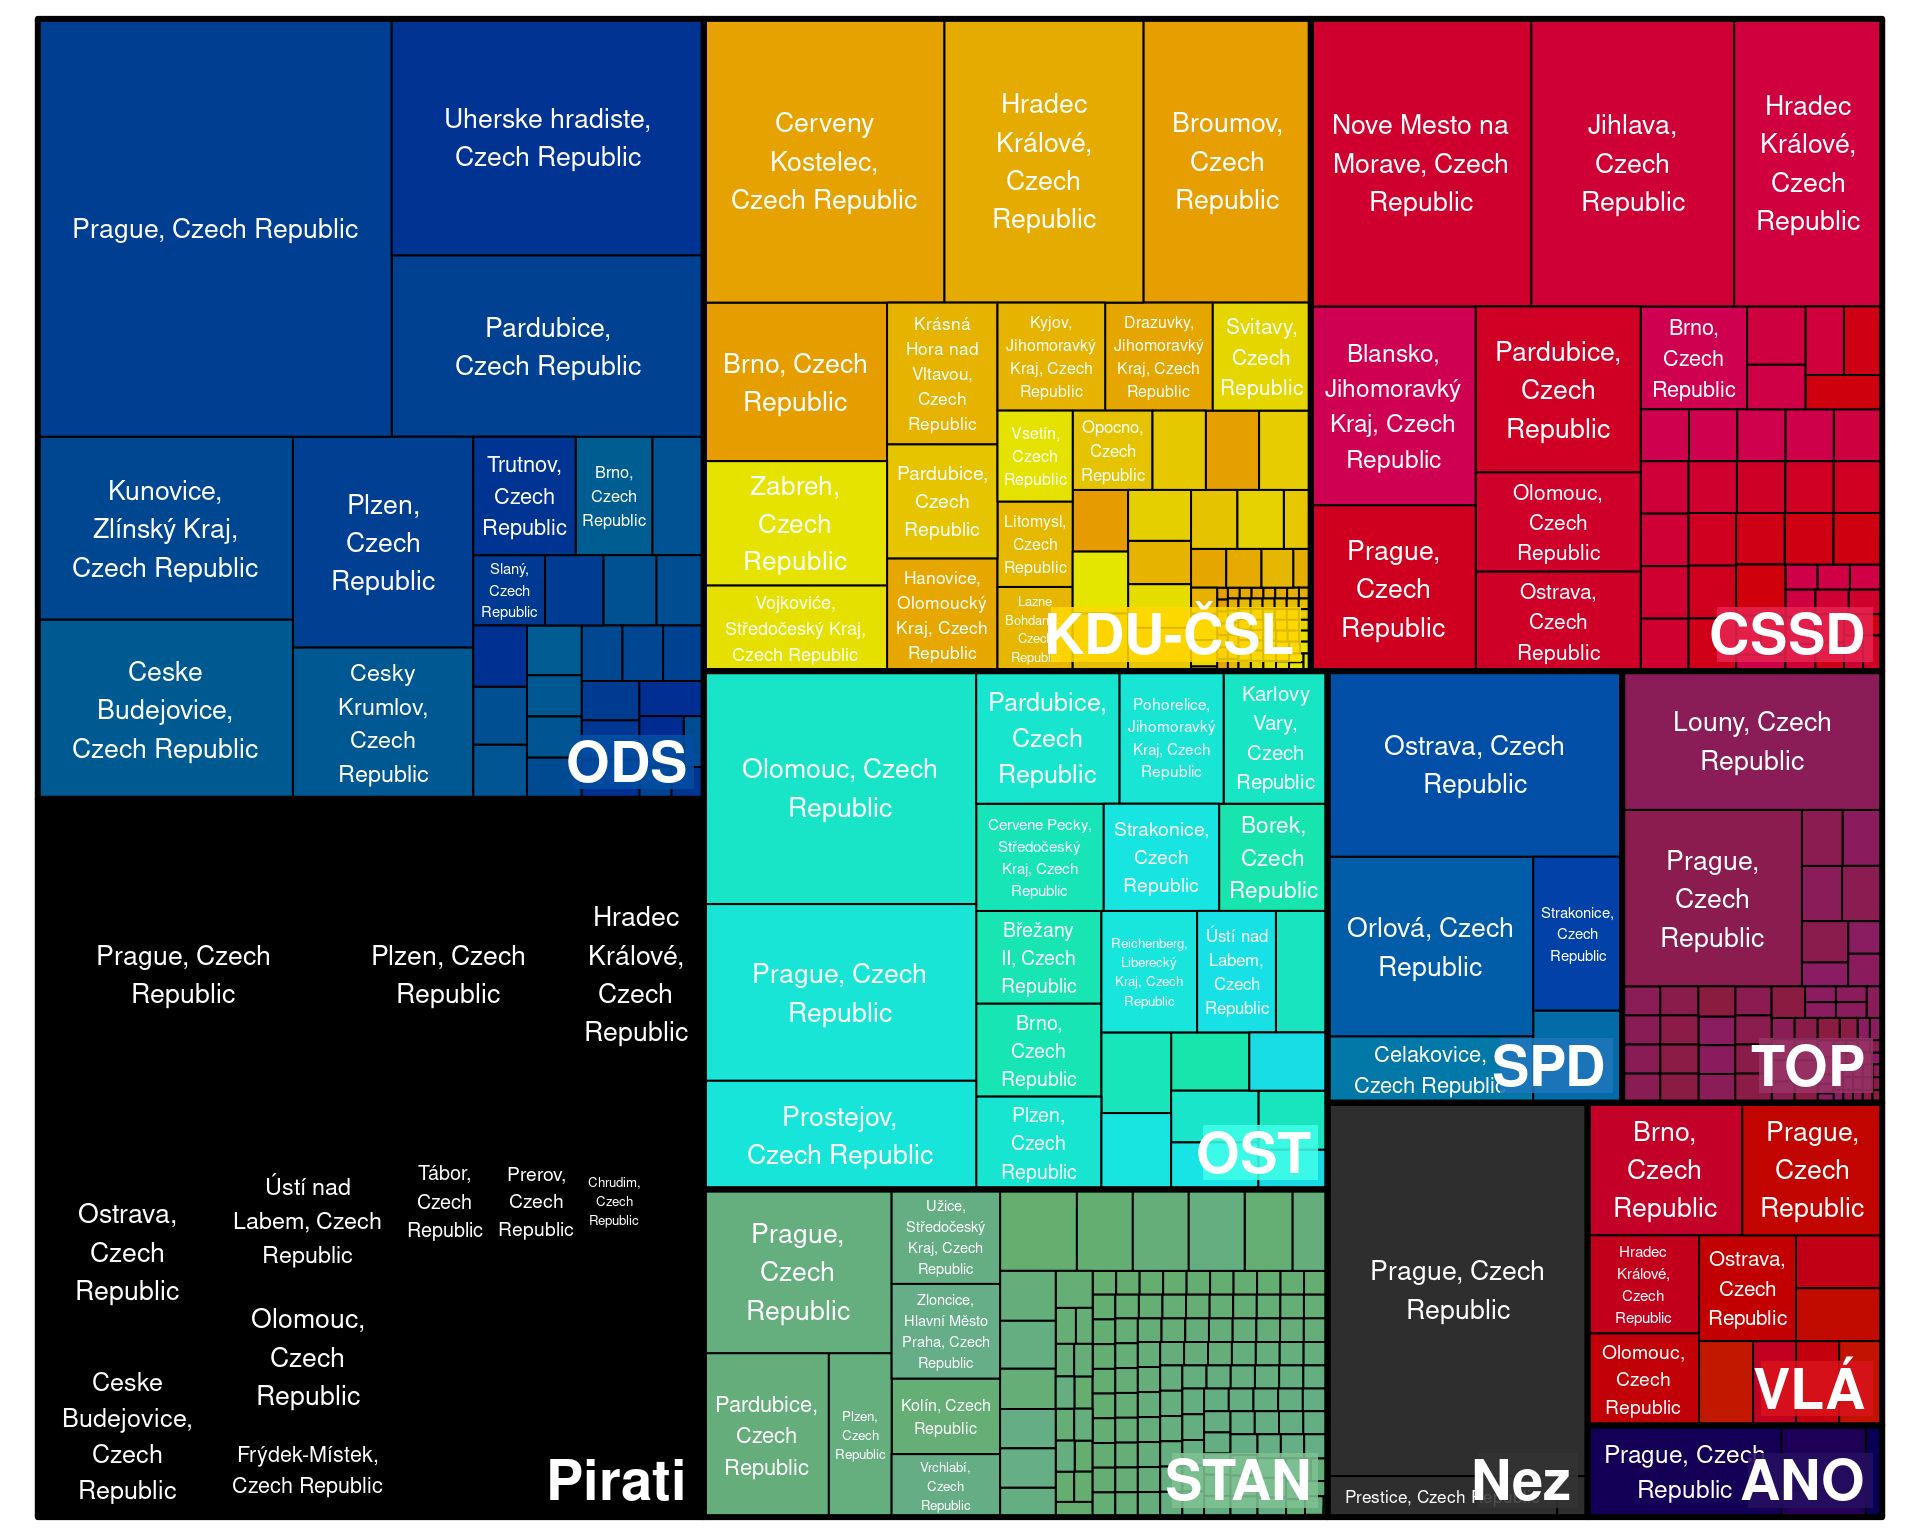 Prague, Czech Republic
Uherske hradiste,
Czech Republic
Pardubice,
Czech Republic
Kunovice,
Zlínský Kraj,
Czech Republic
Plzen,
Czech
Republic
Trutnov,
Czech
Republic
Brno,
Czech
Republic
Slaný,
Czech
Republic
Ceske
Budejovice,
Czech Republic
Cesky
Krumlov,
Czech
Republic
ODS
Cerveny
Kostelec,
Czech Republic
Hradec
Králové,
Czech
Republic
Broumov,
Czech
Republic
Brno, Czech
Republic
Krásná
Hora nad
Vltavou,
Czech
Republic
Kyjov,
Jihomoravký
Kraj, Czech
Republic
Drazuvky,
Jihomoravký
Kraj, Czech
Republic
Svitavy,
Czech
Republic
Vsetín,
Czech
Republic
Opocno,
Czech
Republic
Zabreh,
Czech
Republic
Pardubice,
Czech
Republic
Litomysl,
Czech
Republic
Vojkoviće,
Středočeský Kraj,
Czech Republic
Hanovice,
Olomoucký
Kraj, Czech
Republic
Lazne
KDU-ČSL
Nove Mesto na
Morave, Czech
Republic
Jihlava,
Czech
Republic
Hradec
Králové,
Czech
Republic
Blansko,
Jihomoravký
Kraj, Czech
Republic
Pardubice,
Czech
Republic
Brno,
Czech
Republic
Olomouc,
Czech
Republic
Prague,
Czech
Republic
Ostrava,
Czech
Republic
CSSD
Prague, Czech
Republic
Plzen, Czech
Republic
Hradec
Králové,
Czech
Republic
Ostrava,
Czech
Republic
Ústí nad
Labem, Czech
Republic
Tábor,
Czech
Republic
Prerov,
Czech
Republic
Chrudim,
Czech
Republic
Olomouc,
Czech
Republic
Ceske
Budejovice,
Czech
Republic
Frýdek-Místek,
Czech Republic
Pirati
Olomouc, Czech
Republic
Pardubice,
Czech
Republic
Pohorelice,
Jihomoravký
Kraj, Czech
Republic
Karlovy
Vary,
Czech
Republic
Cervene Pecky,
Středočeský
Kraj, Czech
Republic
Strakonice,
Czech
Republic
Borek,
Czech
Republic
Prague, Czech
Republic
Břežany
II, Czech
Republic
Reichenberg,
Liberecký
Kraj, Czech
Republic
Ústí nad
Labem,
Czech
Republic
Brno,
Czech
Republic
Prostejov,
Czech Republic
Plzen,
Czech
Republic
OST
Ostrava, Czech
Republic
Orlová, Czech
Republic
Strakonice,
Czech
Republic
Celakovice,
Czech Republic
SPD
Louny, Czech
Republic
Prague,
Czech
Republic
TOP
Prague,
Czech
Republic
Užice,
Středočeský
Kraj, Czech
Republic
Zloncice,
Hlavní Město
Praha, Czech
Republic
Pardubice,
Czech
Republic
Plzen,
Czech
Republic
Kolín, Czech
Republic
Vrchlabí,
Czech
Republic
STAN
Prague, Czech
Republic
Prestice, Czech Republic
Nez
Brno,
Czech
Republic
Prague,
Czech
Republic
Hradec
Králové,
Czech
Republic
Ostrava,
Czech
Republic
Olomouc,
Czech
Republic
VLÁ
Prague, Czech
Republic
ANO